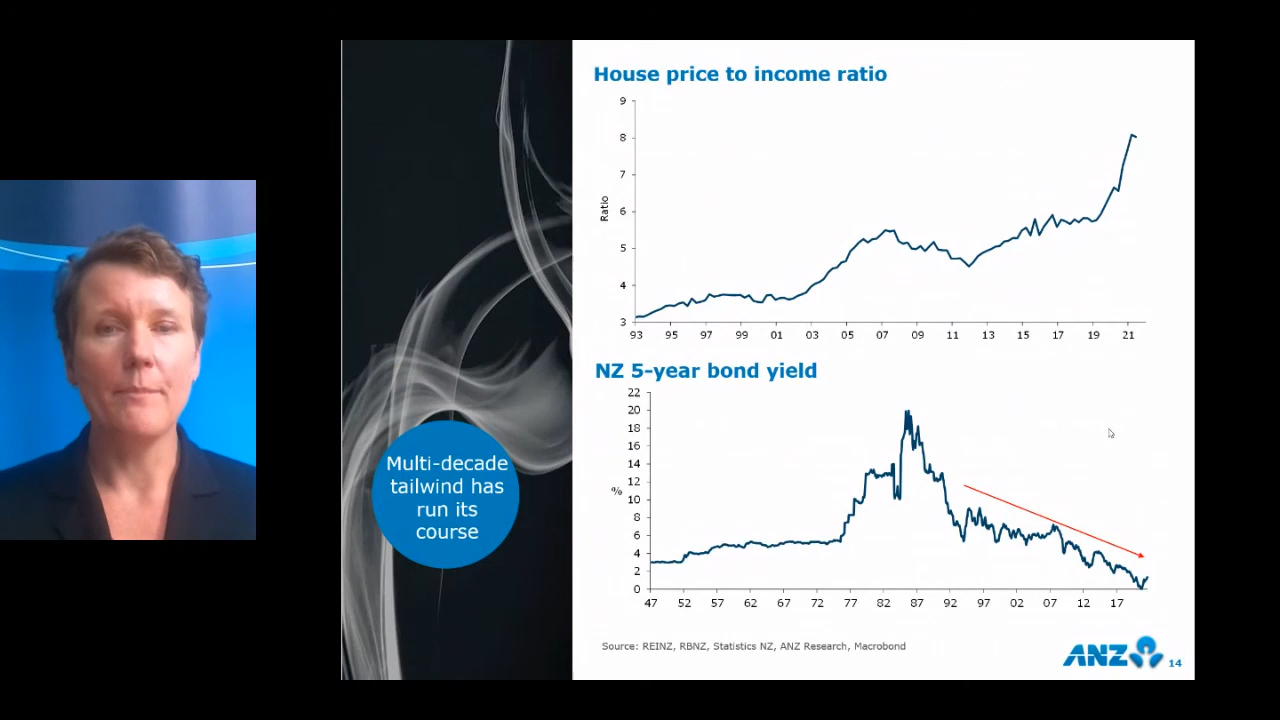 House price to income ratio
9
8
7
6
5
4
3
Ratio
93 95 97 99 01 03 05 07 09 11 13 15 17 19 21
NZ 5-year bond yield
22
20
18
16
14
12
10
8
6
4
2
0
%
47 52 57 62 67 72 77 82 87 92 97 02 07 12 17
Multi-decade
tailwind has
run its
course
Source: REINZ, RBNZ, Statistics NZ, ANZ Research, Macrobond
ANZ
14